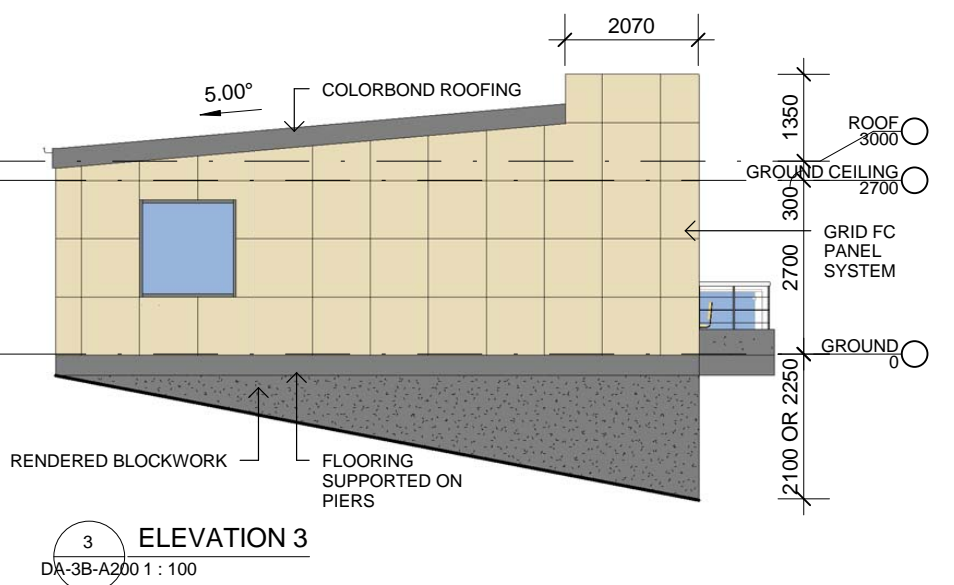 2070
5.00°
COLORBOND ROOFING
1350
ROOF
3000
GROUND CEILING
2700
300
GRID FC
PANEL
SYSTEM
2700
GROUND
0
2100 OR 2250
RENDERED BLOCKWORK
FLOORING
SUPPORTED ON
PIERS
3
ELEVATION 3
DA-3B-A200 1 : 100